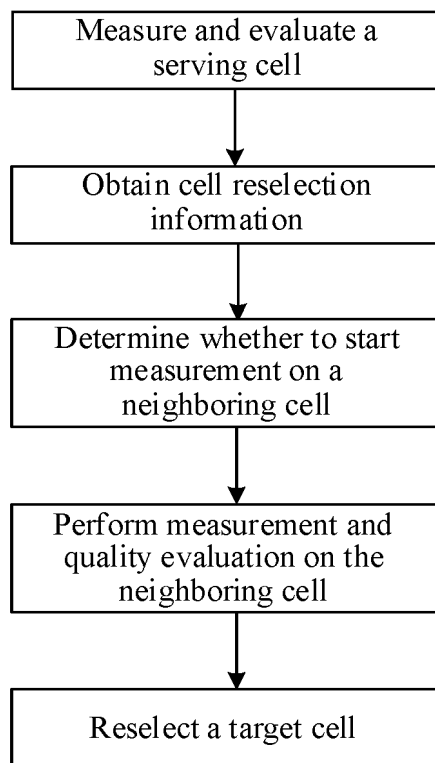 Measure and evaluate a
serving cell
Obtain cell reselection
information
Determine whether to start
measurement on a
neighboring cell
Perform measurement and
quality evaluation on the
neighboring cell
Reselect a target cell